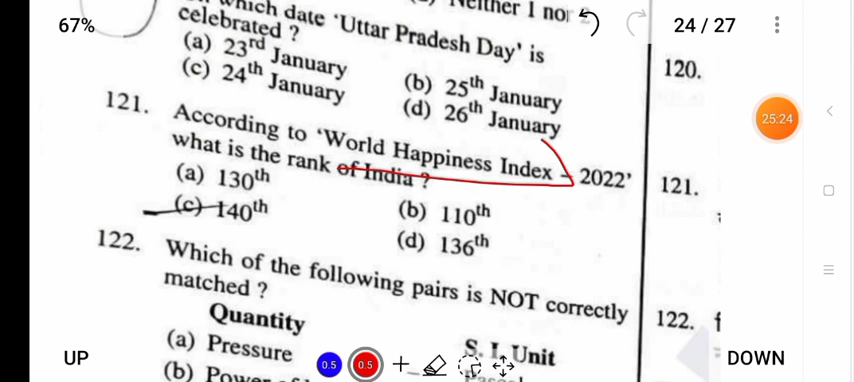 Neither I nor 2
67%
24 / 27
which date 'Uttar Pradesh Day' is
celebrated ?
(a) 23rd January
(b) 25th January
(c) 24th January
(d) 26th January
120.
25:24
121. According to 'World Happiness Index – 2022'
what is the rank of India ?
(a) 130th
(b) 110th
(c) 140th
(d) 136th
121.
122. Which of the following pairs is NOT correctly
matched ?
Quantity
S. I. Unit
(a) Pressure
(b)
122.
UP
0.5
0.5
DOWN